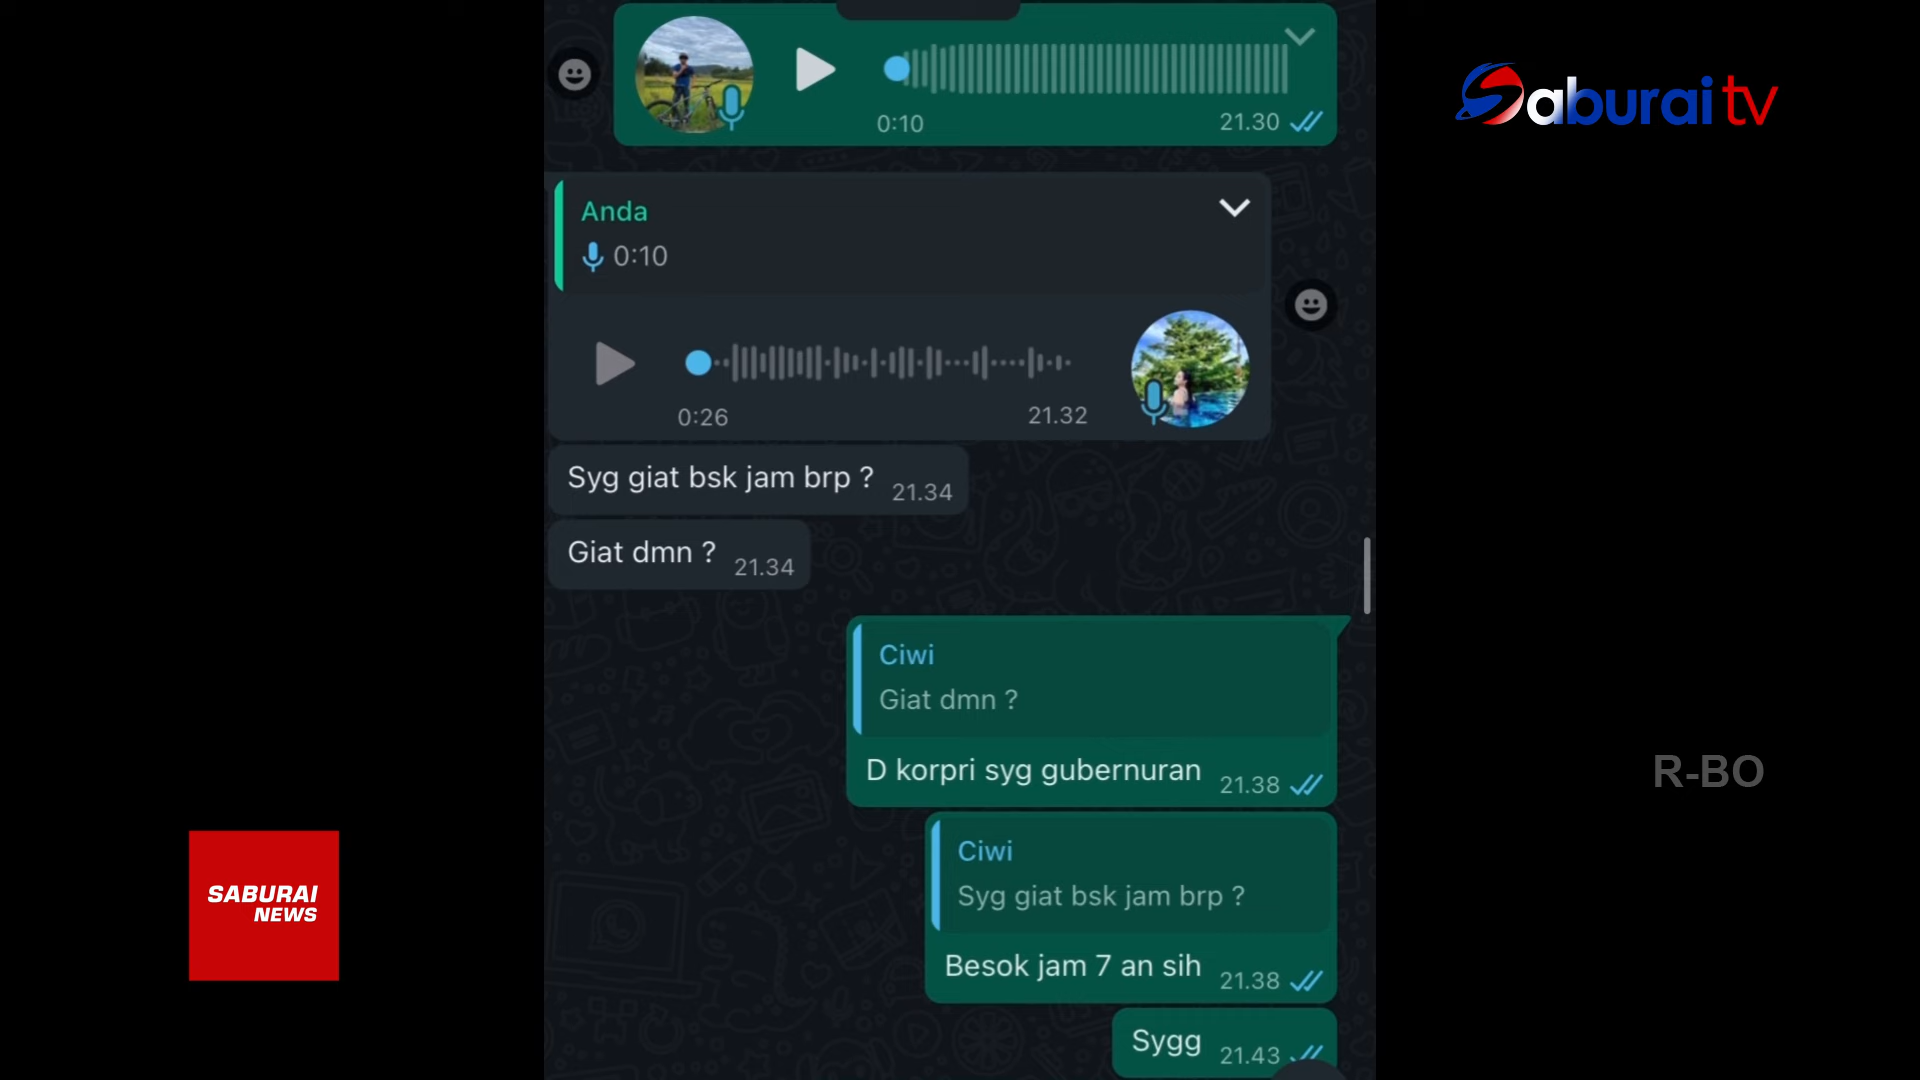 0:10
21.30
Saburai tv
Anda
0:10
0:26
21.32
Syg giat bsk jam brp ?
21.34
Giat dmn ?
21.34
Ciwi
Giat dmn ?
D korpri syg gubernuran
21.38
R-BO
Ciwi
Syg giat bsk jam brp ?
SABURAI
NEWS
Besok jam 7 an sih
21.38
Sygg
21.43